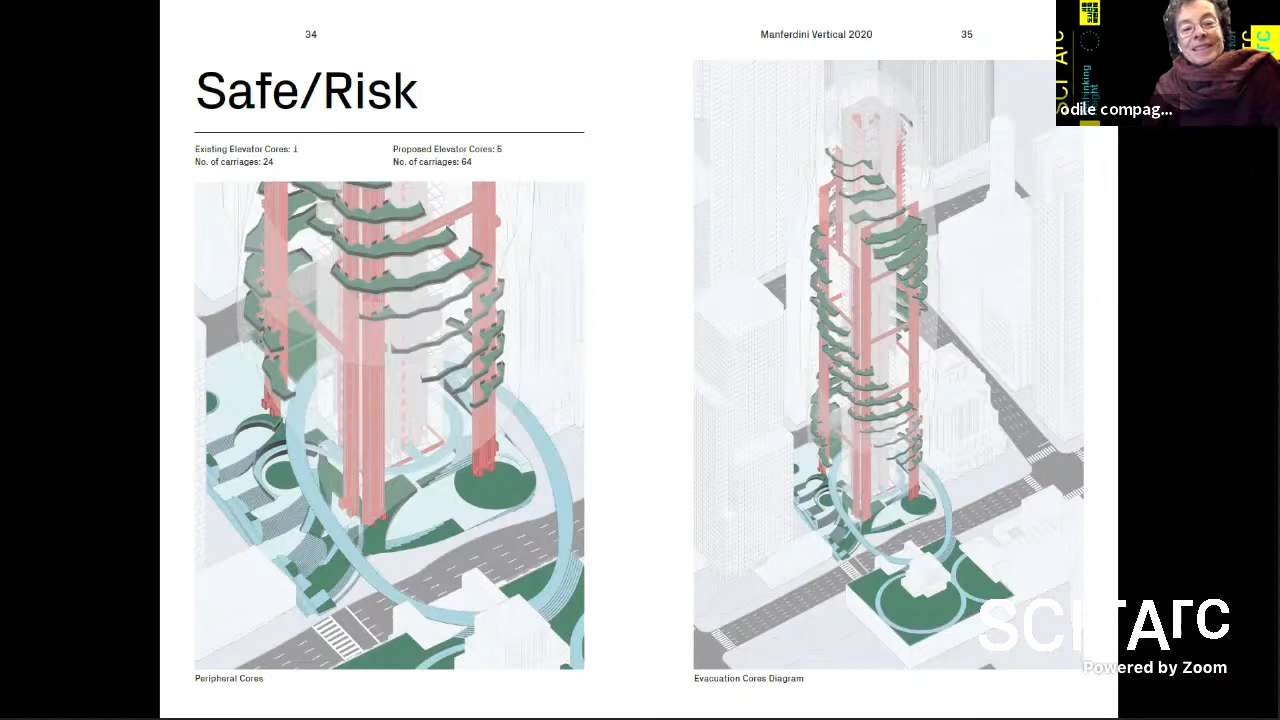 34
Manferdini Vertical 2020
35
Safe/Risk
Existing Elevator Cores: 1
No. of carriages: 24
Proposed Elevator Cores: 5
No. of carriages: 64
Peripheral Cores
Evacuation Cores Diagram
odile compag...
SCI Arc
Powered by Zoom